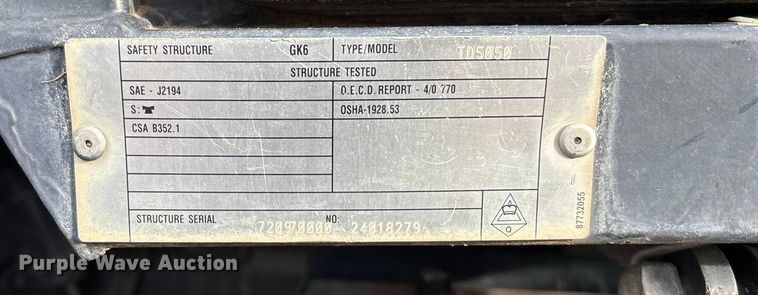 SAFETY STRUCTURE GK6 TYPE/MODEL TD5050
STRUCTURE TESTED
SAE - J2194 O.E.C.D. REPORT - 4/0 770
S: OSHA-1928.53
CSA B352.1
STRUCTURE SERIAL NO:
720970000 24018279
Q
87732055
Purple Wave Auction